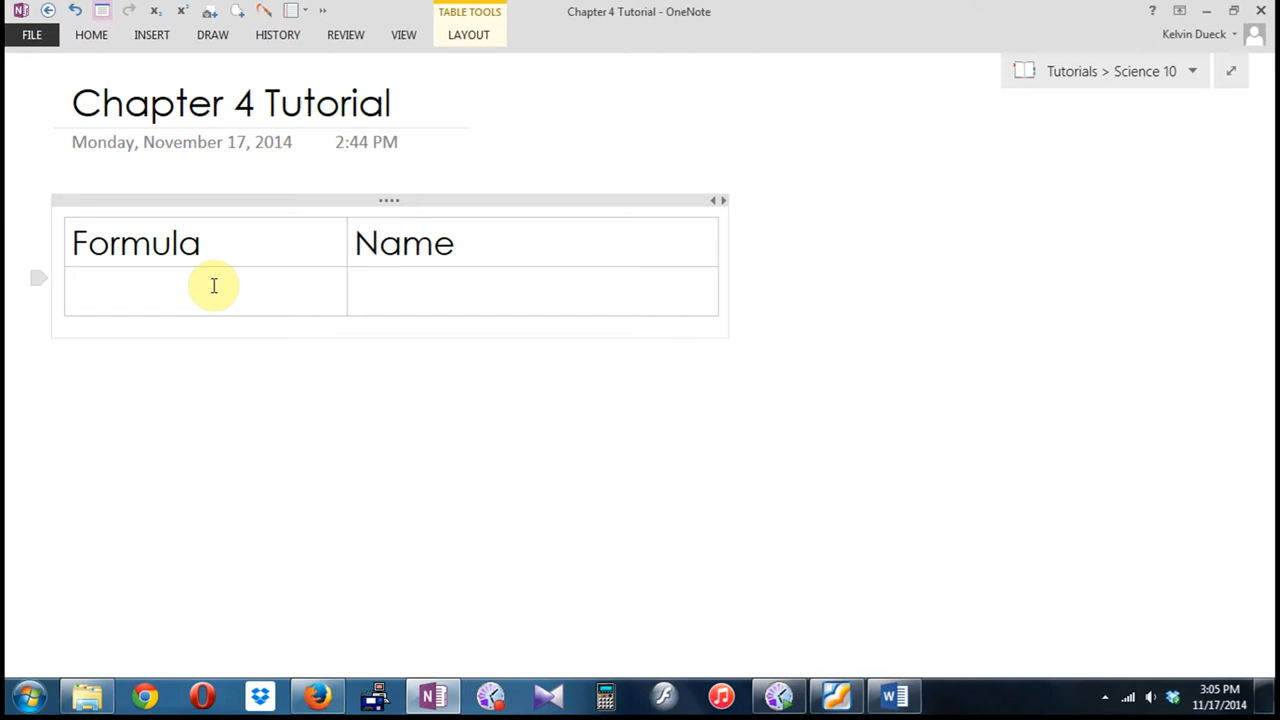 Chapter 4 Tutorial - OneNote
TABLE TOOLS
FILE HOME INSERT DRAW HISTORY REVIEW VIEW LAYOUT
Kelvin Dueck
Tutorials > Science 10
Chapter 4 Tutorial
Monday, November 17, 2014 2:44 PM
Formula Name
3:05 PM
11/17/2014